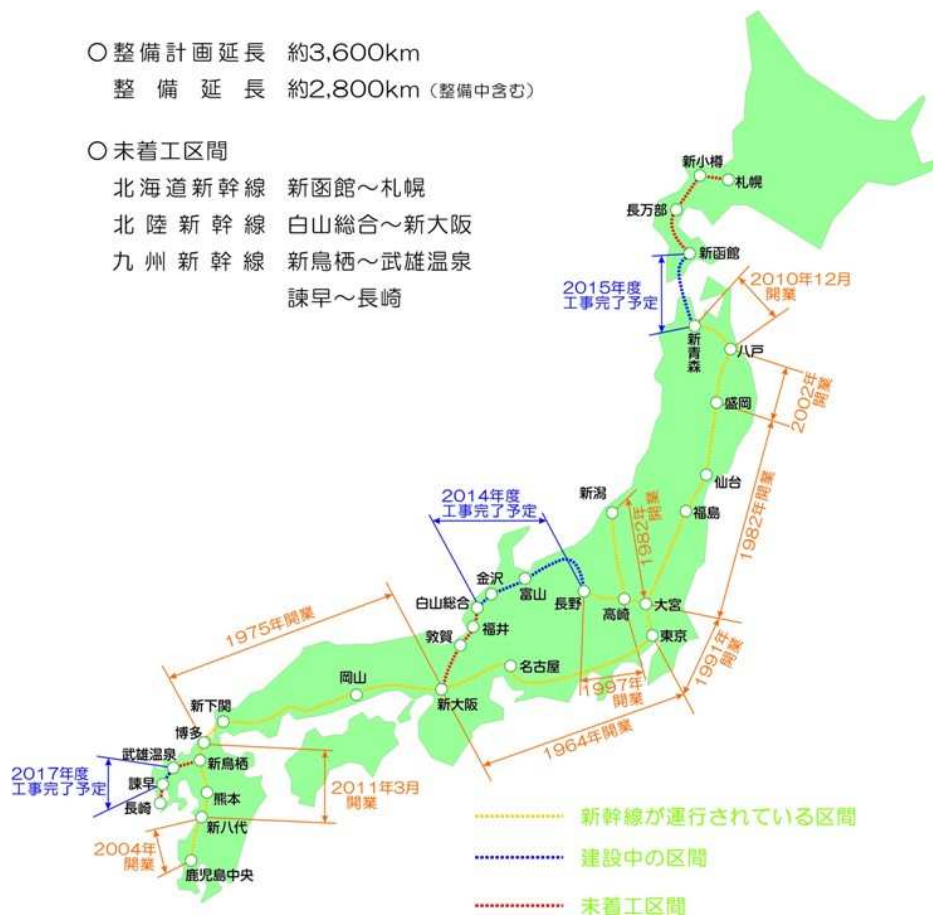 ○整備計画延長 約3,600km
整備延長 約2,800km（整備中含む）
○未着工区間
北海道新幹線 新函館～札幌
北陸新幹線 白山総合～新大阪
九州新幹線 新鳥栖～武雄温泉
諫早～長崎
新小樽
札幌
長万部
新函館
2015年度
工事完了予定
2010年12月
開業
新青森
八戸
2002年
開業
盛岡
仙台
1982年開業
新潟
1982年
開業
福島
2014年度
工事完了予定
金沢
富山
白山総合
長野
高崎
大宮
福井
東京
1991年
開業
敦賀
1975年開業
名古屋
岡山
新大阪
1997年
開業
1964年開業
新下関
博多
武雄温泉
新鳥栖
2017年度
工事完了予定
諫早
長崎
熊本
2011年3月
開業
新八代
2004年
開業
鹿児島中央
新幹線が運行されている区間
建設中の区間
未着工区間